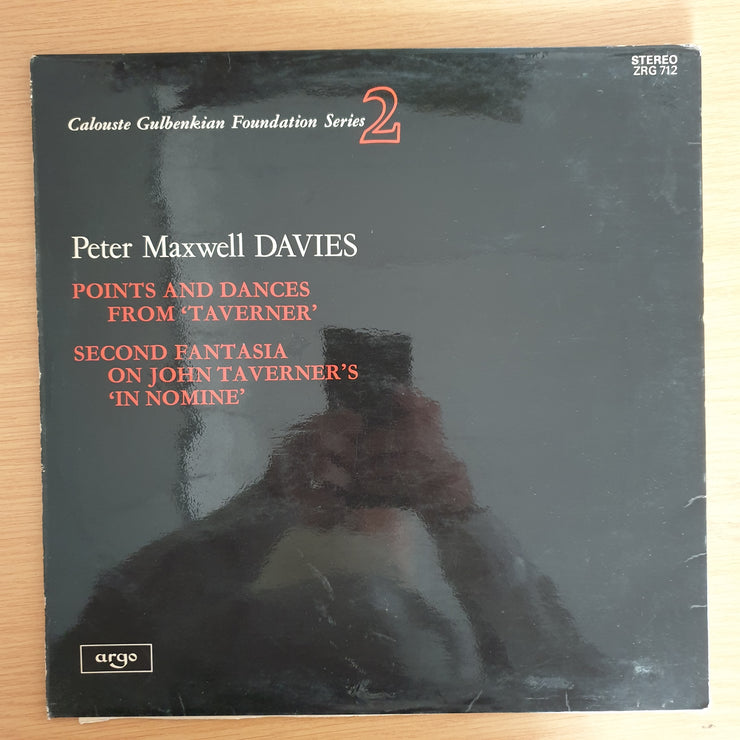 STEREO
ZRG 712
Calouste Gulbenkian Foundation Series 2
Peter Maxwell DAVIES
POINTS AND DANCES
FROM ‘TAVERNER’
SECOND FANTASIA
ON JOHN TAVERNER’S
‘IN NOMINE’
argo